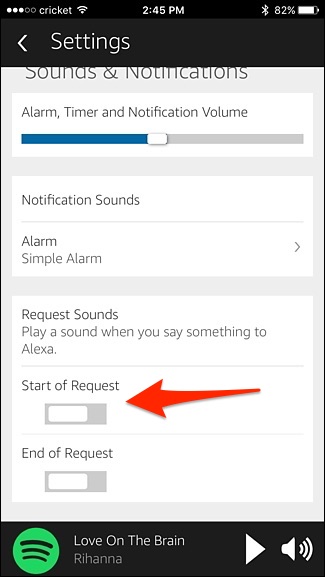 cricket 2:45 PM 82%
Settings
Sounds & Notifications
Alarm, Timer and Notification Volume
Notification Sounds
Alarm
Simple Alarm
Request Sounds
Play a sound when you say something to
Alexa.
Start of Request
End of Request
Love On The Brain
Rihanna